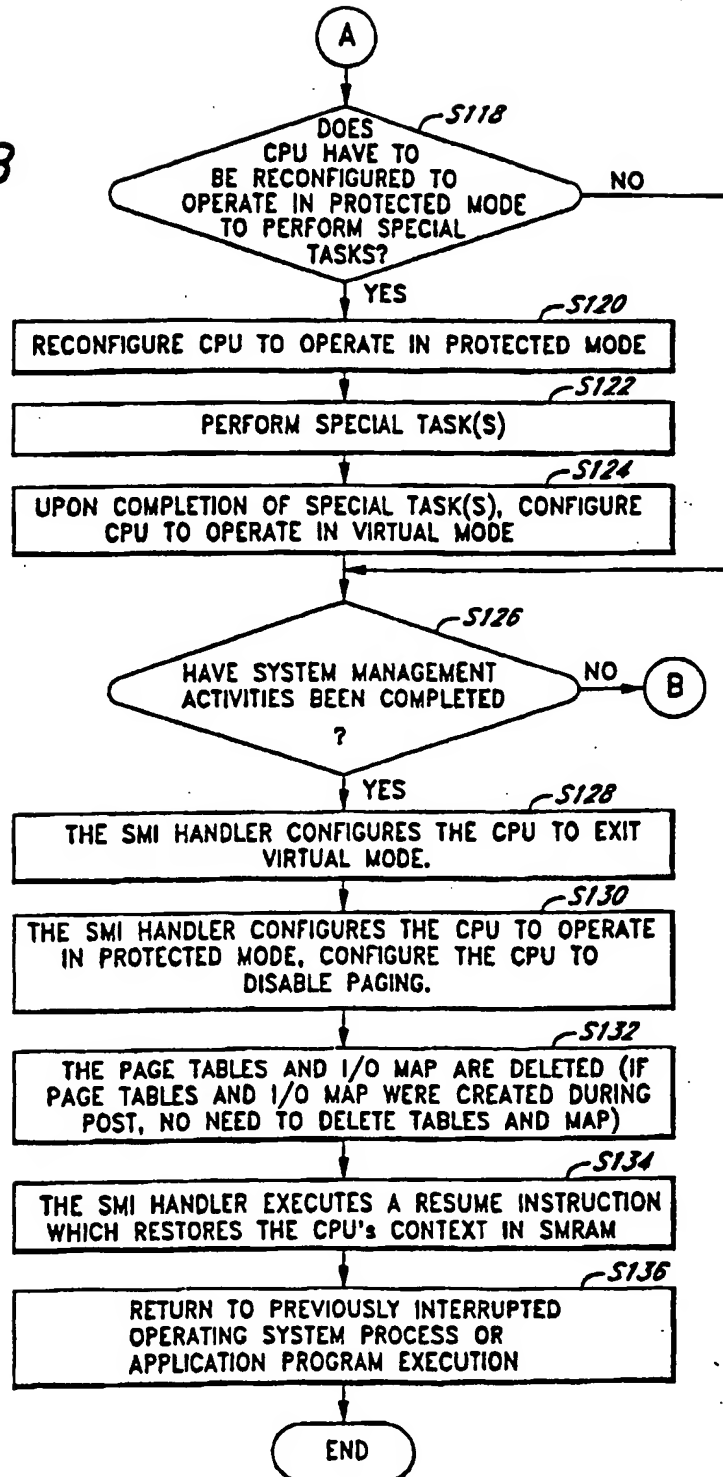 A
S118
DOES
CPU HAVE TO
BE RECONFIGURED TO
OPERATE IN PROTECTED MODE
TO PERFORM SPECIAL
TASKS?
NO
YES
S120
RECONFIGURE CPU TO OPERATE IN PROTECTED MODE
S122
PERFORM SPECIAL TASK(S)
S124
UPON COMPLETION OF SPECIAL TASK(S), CONFIGURE
CPU TO OPERATE IN VIRTUAL MODE
S126
HAVE SYSTEM MANAGEMENT
ACTIVITIES BEEN COMPLETED
?
NO
B
YES
S128
THE SMI HANDLER CONFIGURES THE CPU TO EXIT
VIRTUAL MODE.
S130
THE SMI HANDLER CONFIGURES THE CPU TO OPERATE
IN PROTECTED MODE, CONFIGURE THE CPU TO
DISABLE PAGING.
S132
THE PAGE TABLES AND I/O MAP ARE DELETED (IF
PAGE TABLES AND I/O MAP WERE CREATED DURING
POST, NO NEED TO DELETE TABLES AND MAP)
S134
THE SMI HANDLER EXECUTES A RESUME INSTRUCTION
WHICH RESTORES THE CPU's CONTEXT IN SMRAM
S136
RETURN TO PREVIOUSLY INTERRUPTED
OPERATING SYSTEM PROCESS OR
APPLICATION PROGRAM EXECUTION
END